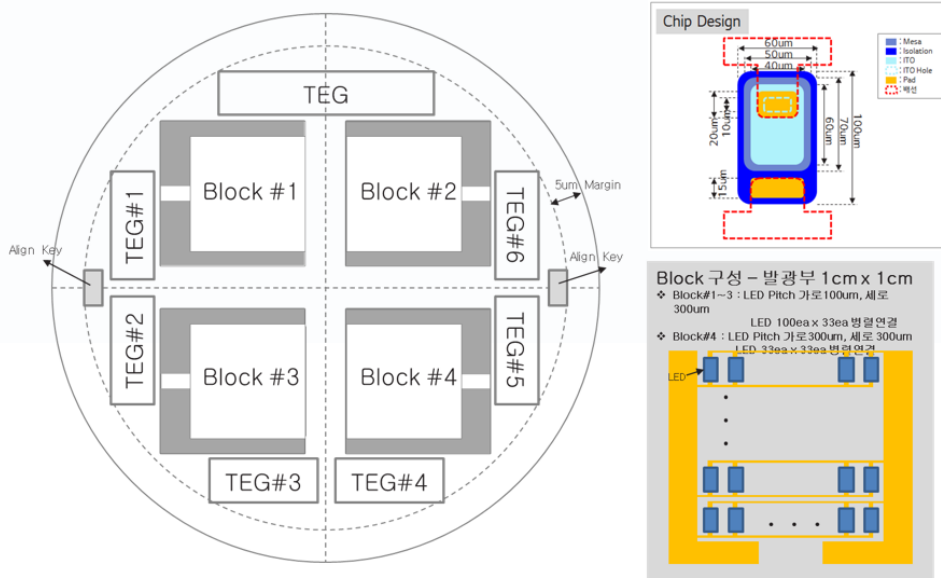 TEG
Block #1
Block #2
TEG#1
TEG#6
5um Margin
Align Key
Align Key
TEG#2
TEG#5
Block #3
Block #4
TEG#3
TEG#4
Chip Design
60um
50um
40um
20um
10um
60um
70um
100um
15um
: Mesa
: Isolation
: ITO
: ITO Hole
: Pad
: 배선
Block 구성 – 발광부 1cm x 1cm
❖ Block#1~3 : LED Pitch 가로100um, 세로
300um
LED 100ea x 33ea 병렬연결
❖ Block#4 : LED Pitch 가로300um, 세로 300um
LED 33ea x 33ea 병렬연결
LED